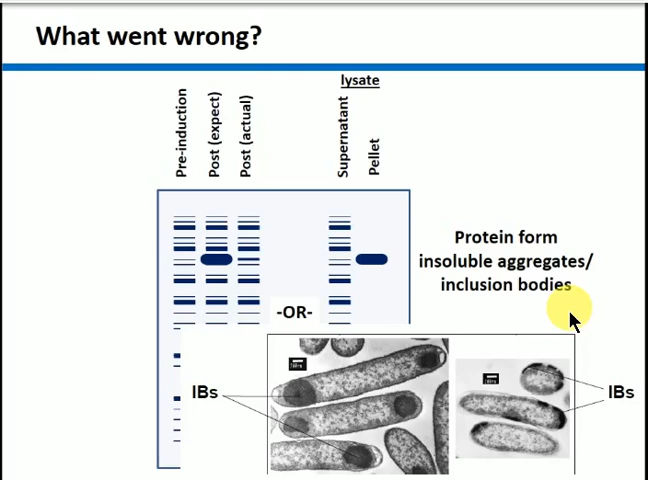 What went wrong?
lysate
Pre-induction
Post (expect)
Post (actual)
Supernatant
Pellet
Protein form
insoluble aggregates/
inclusion bodies
-OR-
IBs
IBs